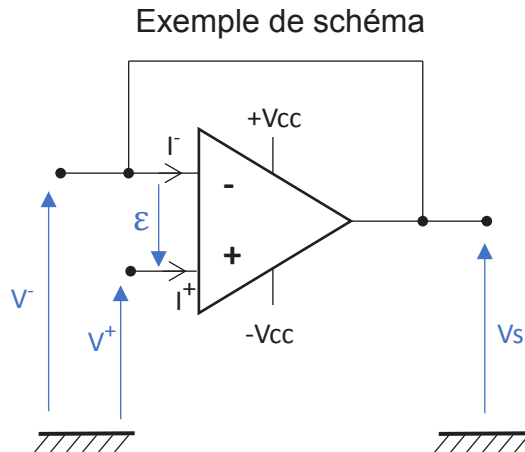 Exemple de schéma
+Vcc
I⁻
-
ε
+
I⁺
V⁻
V⁺
-Vcc
Vs